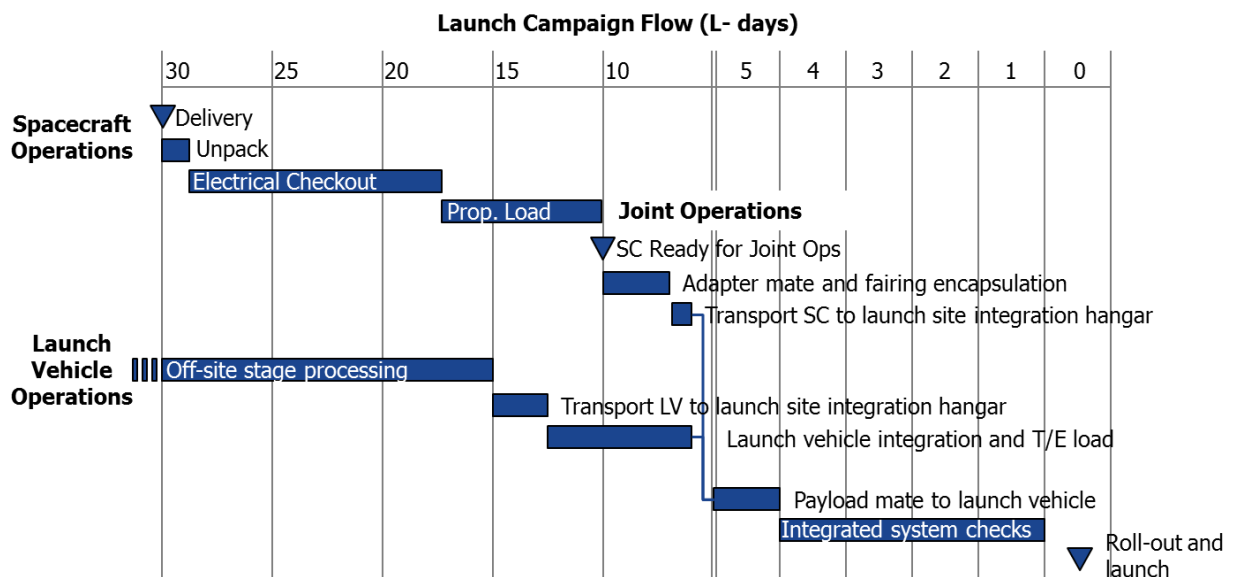 Launch Campaign Flow (L- days)
30 25 20 15 10 5 4 3 2 1 0
Spacecraft
Operations
Delivery
Unpack
Electrical Checkout
Prop. Load
Joint Operations
SC Ready for Joint Ops
Adapter mate and fairing encapsulation
Transport SC to launch site integration hangar
Launch
Vehicle
Operations
Off-site stage processing
Transport LV to launch site integration hangar
Launch vehicle integration and T/E load
Payload mate to launch vehicle
Integrated system checks
Roll-out and
launch